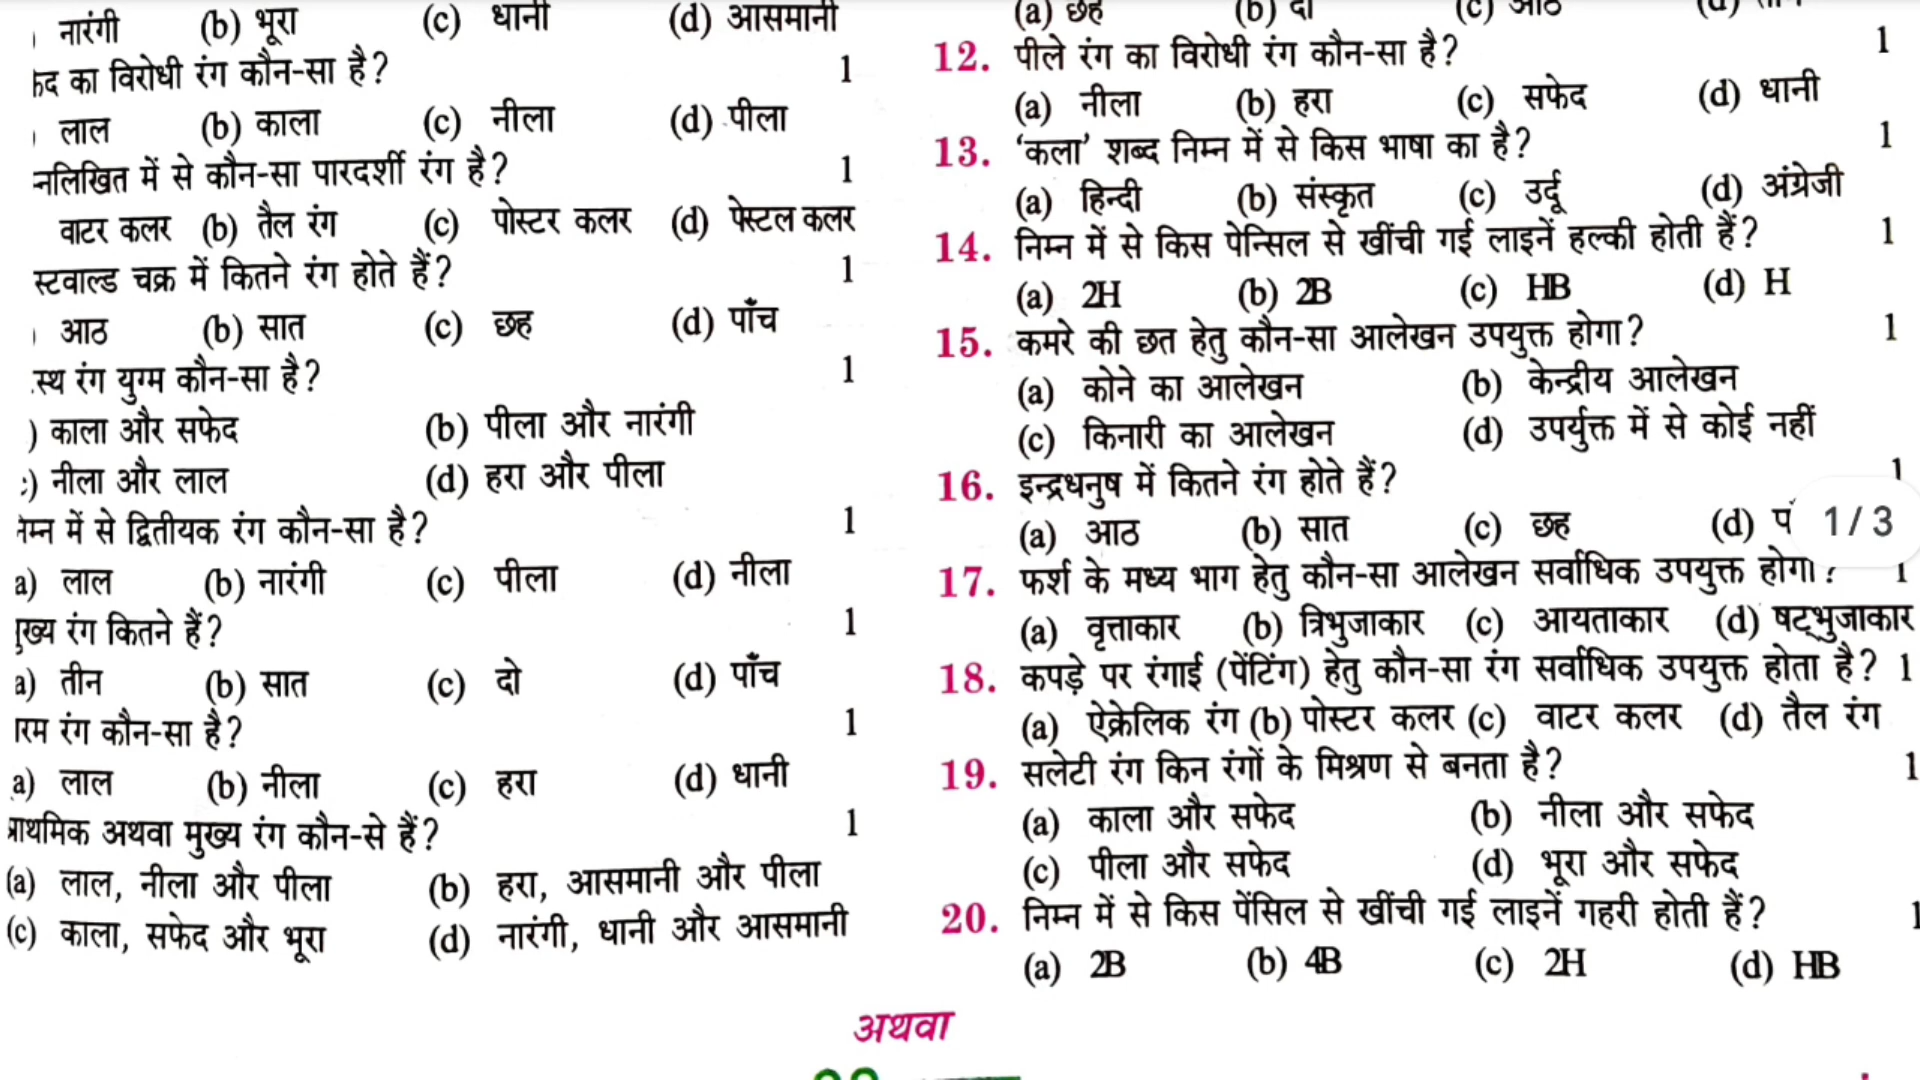 नारंगी (b) भूरा (c) धानी (d) आसमानी
का विरोधी रंग कौन-सा है? 1
लाल (b) काला (c) नीला (d) पीला
नलिखित में से कौन-सा पारदर्शी रंग है? 1
वाटर कलर (b) तैल रंग (c) पोस्टर कलर (d) पेस्टल कलर
स्टवाल्ड चक्र में कितने रंग होते हैं? 1
आठ (b) सात (c) छह (d) पाँच
स्थ रंग युग्म कौन-सा है? 1
) काला और सफेद (b) पीला और नारंगी
) नीला और लाल (d) हरा और पीला
में से द्वितीयक रंग कौन-सा है? 1
a) लाल (b) नारंगी (c) पीला (d) नीला
रंग कितने हैं? 1
a) तीन (b) सात (c) दो (d) पाँच
रंग कौन-सा है? 1
a) लाल (b) नीला (c) हरा (d) धानी
प्राथमिक अथवा मुख्य रंग कौन-से हैं? 1
(a) लाल, नीला और पीला (b) हरा, आसमानी और पीला
(c) काला, सफेद और भूरा (d) नारंगी, धानी और आसमानी
(a) छह (b) दो (c) आठ (d) तीन
12. पीले रंग का विरोधी रंग कौन-सा है? 1
(a) नीला (b) हरा (c) सफेद (d) धानी
13. ‘कला’ शब्द निम्न में से किस भाषा का है? 1
(a) हिन्दी (b) संस्कृत (c) उर्दू (d) अंग्रेजी
14. निम्न में से किस पेन्सिल से खींची गई लाइनें हल्की होती हैं? 1
(a) 2H (b) 2B (c) HB (d) H
15. कमरे की छत हेतु कौन-सा आलेखन उपयुक्त होगा? 1
(a) कोने का आलेखन (b) केन्द्रीय आलेखन
(c) किनारी का आलेखन (d) उपर्युक्त में से कोई नहीं
16. इन्द्रधनुष में कितने रंग होते हैं? 1
(a) आठ (b) सात (c) छह (d) 1/3
17. फर्श के मध्य भाग हेतु कौन-सा आलेखन सर्वाधिक उपयुक्त होगा? 1
(a) वृत्ताकार (b) त्रिभुजाकार (c) आयताकार (d) षट्भुजाकार
18. कपड़े पर रंगाई (पेंटिंग) हेतु कौन-सा रंग सर्वाधिक उपयुक्त होता है? 1
(a) ऐक्रेलिक रंग (b) पोस्टर कलर (c) वाटर कलर (d) तैल रंग
19. सलेटी रंग किन रंगों के मिश्रण से बनता है? 1
(a) काला और सफेद (b) नीला और सफेद
(c) पीला और सफेद (d) भूरा और सफेद
20. निम्न में से किस पेंसिल से खींची गई लाइनें गहरी होती हैं? 1
(a) 2B (b) 4B (c) 2H (d) HB
अथवा